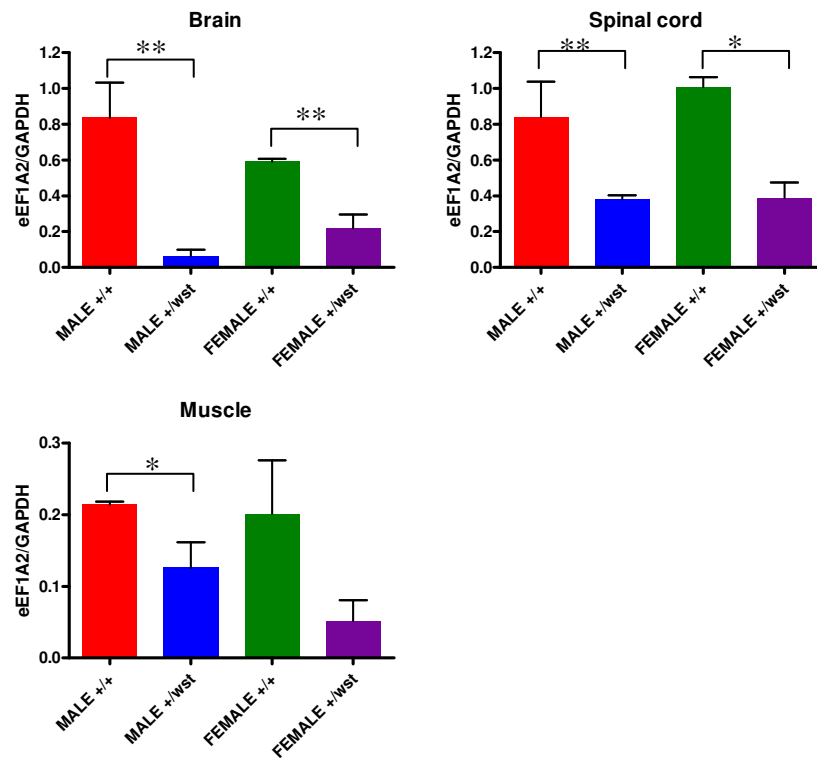 Brain
**
**
eEF1A2/GAPDH
1.2
1.0
0.8
0.6
0.4
0.2
0.0
MALE +/+
MALE +/wst
FEMALE +/+
FEMALE +/wst
Spinal cord
**
*
eEF1A2/GAPDH
1.2
1.0
0.8
0.6
0.4
0.2
0.0
MALE +/+
MALE +/wst
FEMALE +/+
FEMALE +/wst
Muscle
*
eEF1A2/GAPDH
0.3
0.2
0.1
0.0
MALE +/+
MALE +/wst
FEMALE +/+
FEMALE +/wst